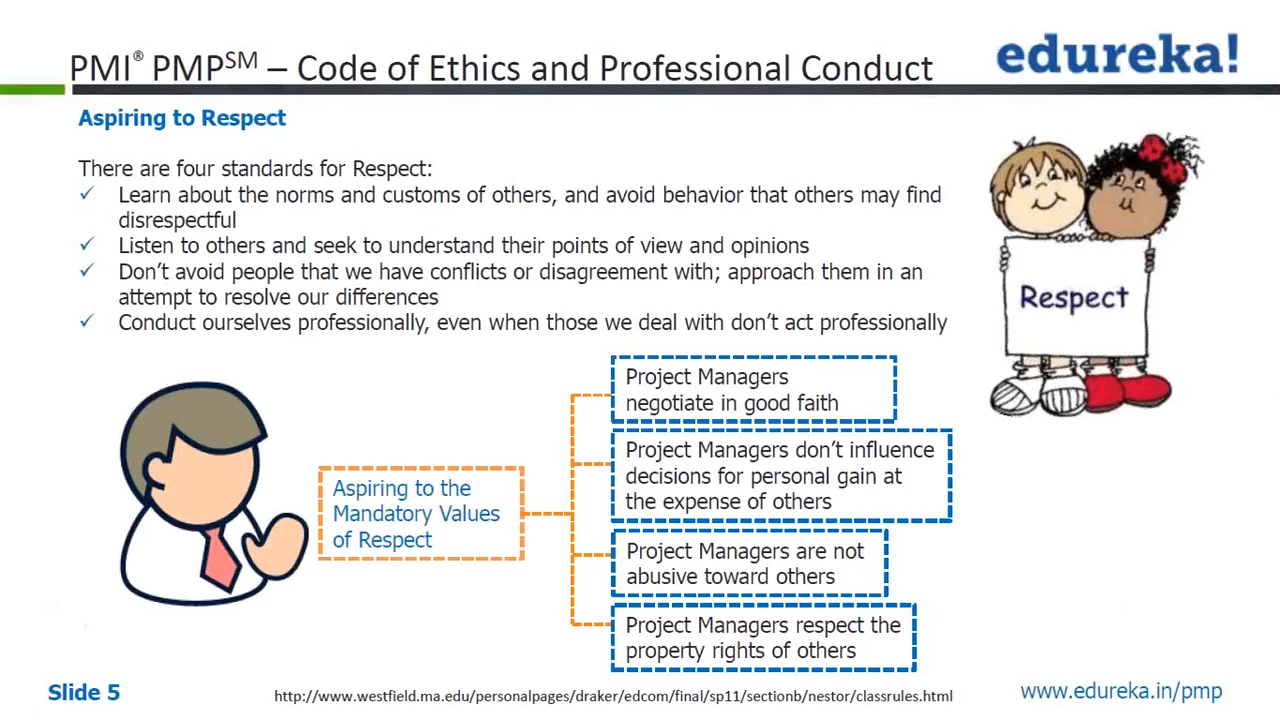 PMI® PMP℠ – Code of Ethics and Professional Conduct
edureka!
Aspiring to Respect
There are four standards for Respect:
✓ Learn about the norms and customs of others, and avoid behavior that others may find
disrespectful
✓ Listen to others and seek to understand their points of view and opinions
✓ Don’t avoid people that we have conflicts or disagreement with; approach them in an
attempt to resolve our differences
✓ Conduct ourselves professionally, even when those we deal with don’t act professionally
Respect
Aspiring to the
Mandatory Values
of Respect
Project Managers
negotiate in good faith
Project Managers don’t influence
decisions for personal gain at
the expense of others
Project Managers are not
abusive toward others
Project Managers respect the
property rights of others
Slide 5
http://www.westfield.ma.edu/personalpages/draker/edcom/final/sp11/sectionb/nestor/classrules.html
www.edureka.in/pmp